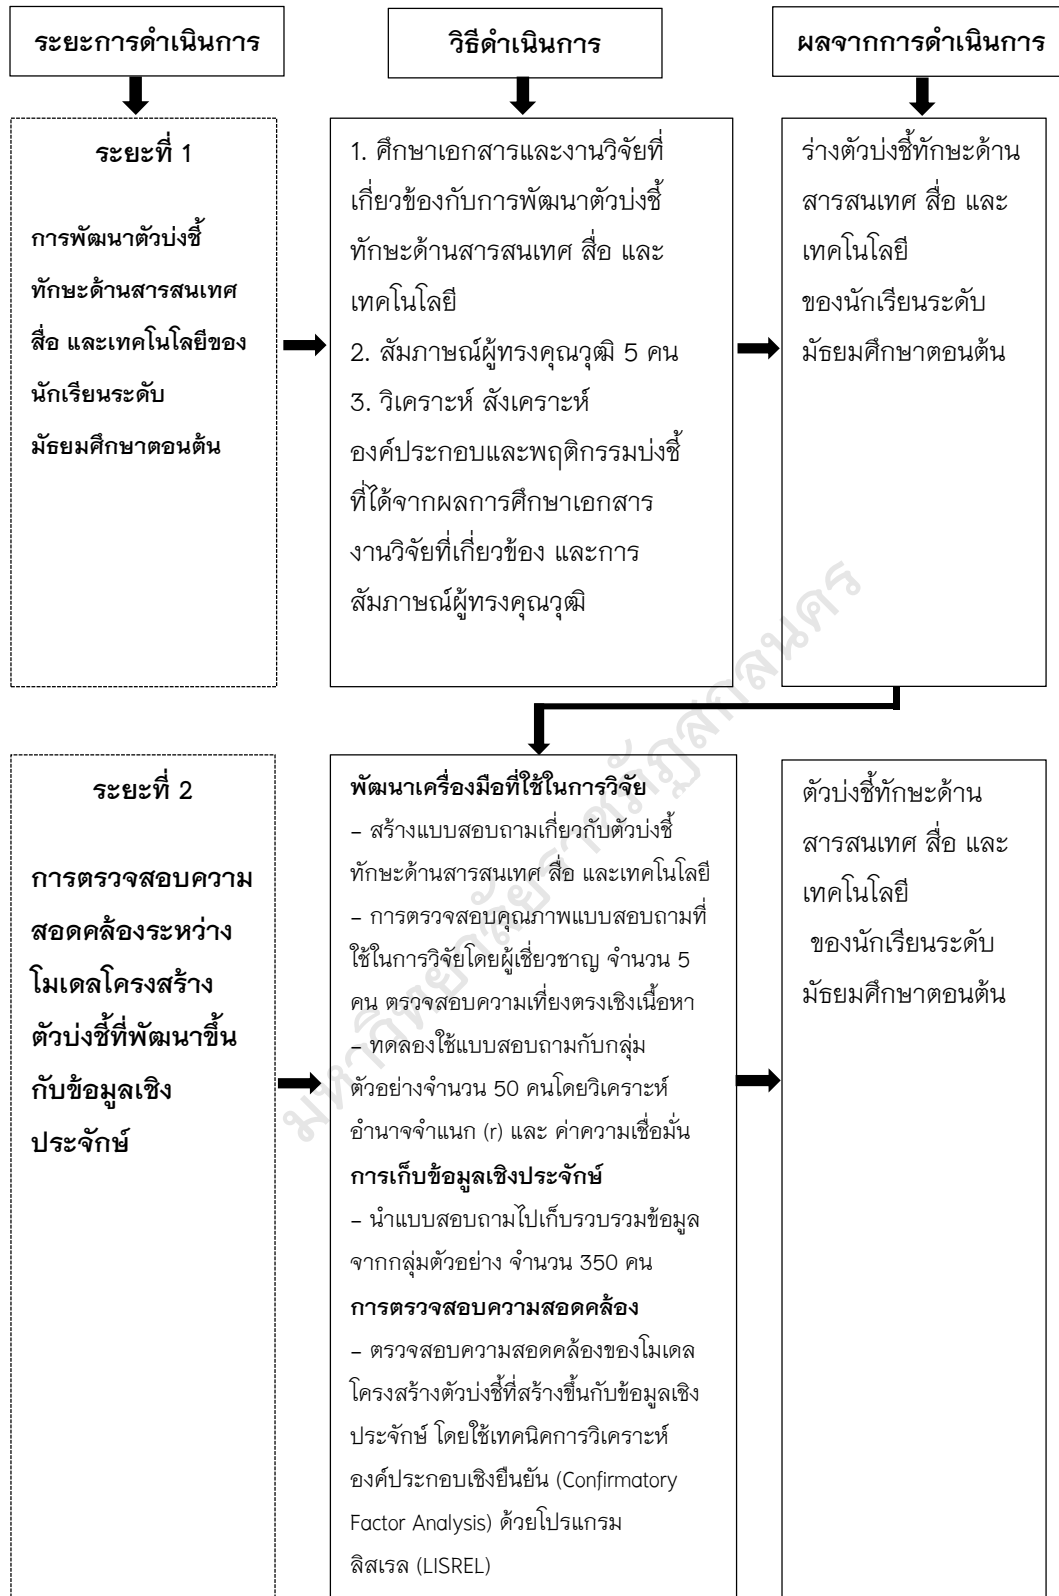 ระยะการดำเนินการ
วิธีดำเนินการ
ผลจากการดำเนินการ
ระยะที่ 1
การพัฒนาตัวบ่งชี้
ทักษะด้านสารสนเทศ
สื่อ และเทคโนโลยีของ
นักเรียนระดับ
มัธยมศึกษาตอนต้น
1. ศึกษาเอกสารและงานวิจัยที่
เกี่ยวข้องกับการพัฒนาตัวบ่งชี้
ทักษะด้านสารสนเทศ สื่อ และ
เทคโนโลยี
2. สัมภาษณ์ผู้ทรงคุณวุฒิ 5 คน
3. วิเคราะห์ สังเคราะห์
องค์ประกอบและพฤติกรรมบ่งชี้
ที่ได้จากผลการศึกษาเอกสาร
งานวิจัยที่เกี่ยวข้อง และการ
สัมภาษณ์ผู้ทรงคุณวุฒิ
ร่างตัวบ่งชี้ทักษะด้าน
สารสนเทศ สื่อ และ
เทคโนโลยี
ของนักเรียนระดับ
มัธยมศึกษาตอนต้น
ระยะที่ 2
การตรวจสอบความ
สอดคล้องระหว่าง
โมเดลโครงสร้าง
ตัวบ่งชี้ที่พัฒนาขึ้น
กับข้อมูลเชิง
ประจักษ์
พัฒนาเครื่องมือที่ใช้ในการวิจัย
– สร้างแบบสอบถามเกี่ยวกับตัวบ่งชี้
ทักษะด้านสารสนเทศ สื่อ และเทคโนโลยี
– การตรวจสอบคุณภาพแบบสอบถามที่
ใช้ในการวิจัยโดยผู้เชี่ยวชาญ จำนวน 5
คน ตรวจสอบความเที่ยงตรงเชิงเนื้อหา
– ทดลองใช้แบบสอบถามกับกลุ่ม
ตัวอย่างจำนวน 50 คนโดยวิเคราะห์
อำนาจจำแนก (r) และ ค่าความเชื่อมั่น
การเก็บข้อมูลเชิงประจักษ์
– นำแบบสอบถามไปเก็บรวบรวมข้อมูล
จากกลุ่มตัวอย่าง จำนวน 350 คน
การตรวจสอบความสอดคล้อง
– ตรวจสอบความสอดคล้องของโมเดล
โครงสร้างตัวบ่งชี้ที่สร้างขึ้นกับข้อมูลเชิง
ประจักษ์ โดยใช้เทคนิคการวิเคราะห์
องค์ประกอบเชิงยืนยัน (Confirmatory
Factor Analysis) ด้วยโปรแกรม
ลิสเรล (LISREL)
ตัวบ่งชี้ทักษะด้าน
สารสนเทศ สื่อ และ
เทคโนโลยี
ของนักเรียนระดับ
มัธยมศึกษาตอนต้น
มหาวิทยาลัยราชภัฏสกลนคร